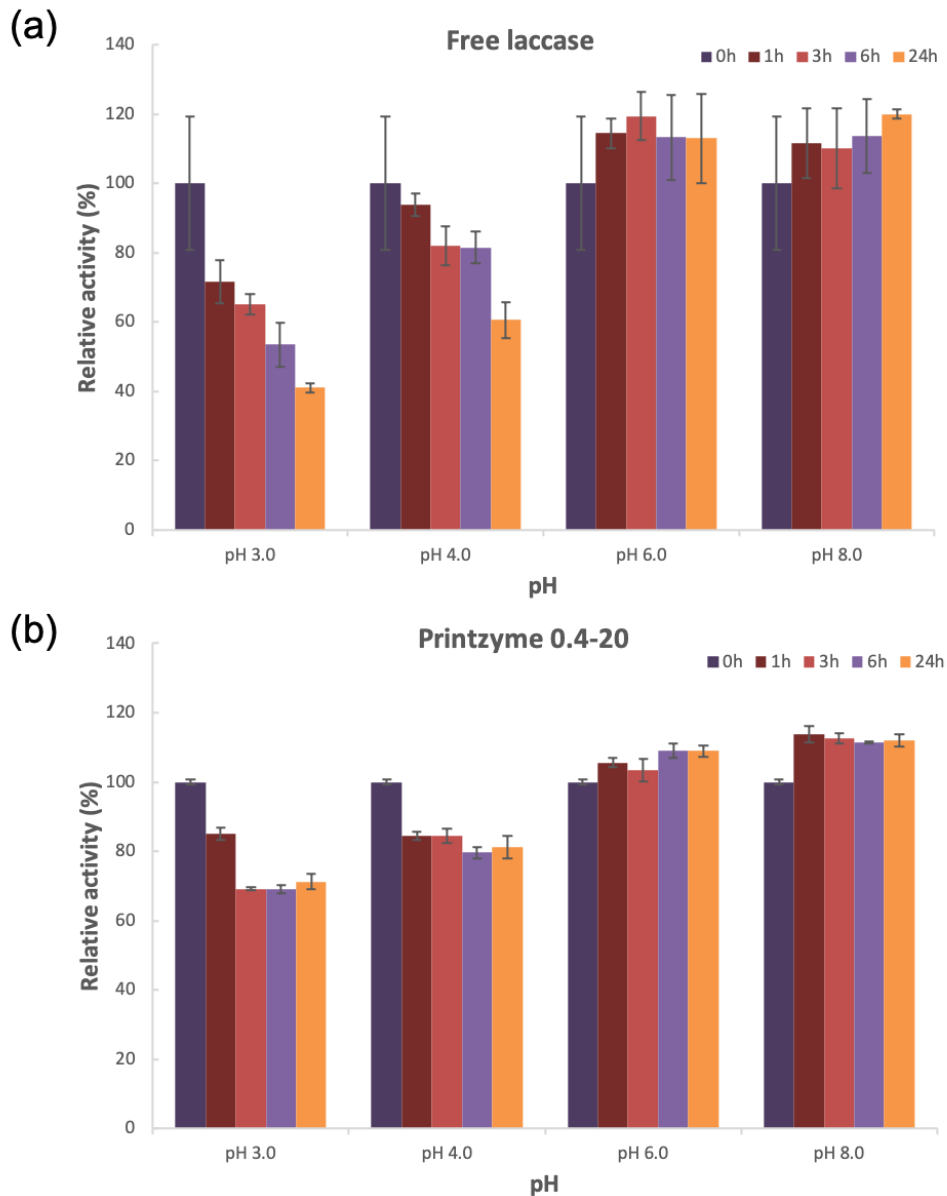 (a)
Free laccase
0h 1h 3h 6h 24h
140
120
100
80
60
40
20
0
Relative activity (%)
pH 3.0 pH 4.0 pH 6.0 pH 8.0
pH
(b)
Printzyme 0.4-20
0h 1h 3h 6h 24h
140
120
100
80
60
40
20
0
Relative activity (%)
pH 3.0 pH 4.0 pH 6.0 pH 8.0
pH